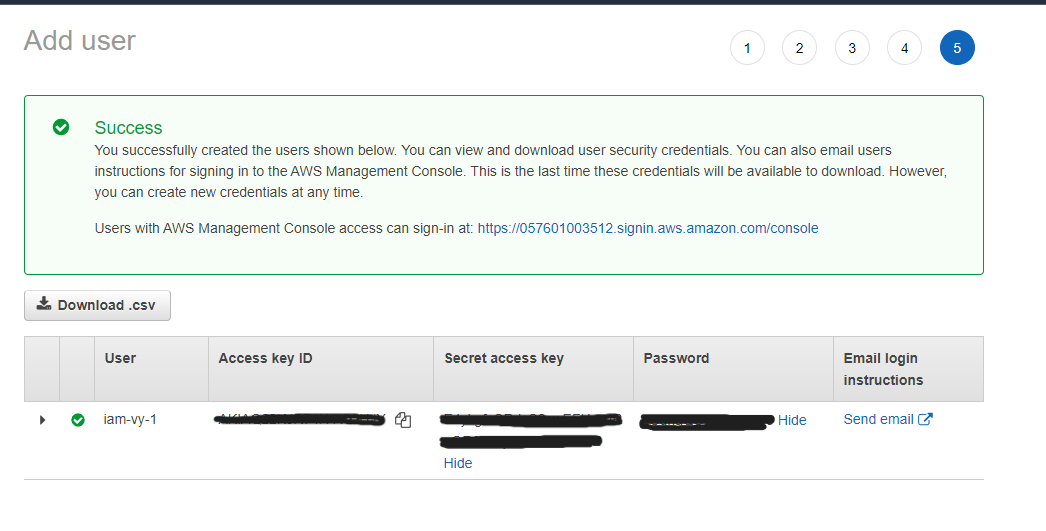 Add user
1 2 3 4 5
Success
You successfully created the users shown below. You can view and download user security credentials. You can also email users
instructions for signing in to the AWS Management Console. This is the last time these credentials will be available to download. However,
you can create new credentials at any time.
Users with AWS Management Console access can sign-in at: https://057601003512.signin.aws.amazon.com/console
Download .csv
User Access key ID Secret access key Password Email login
instructions
iam-vy-1 Hide Send email
Hide